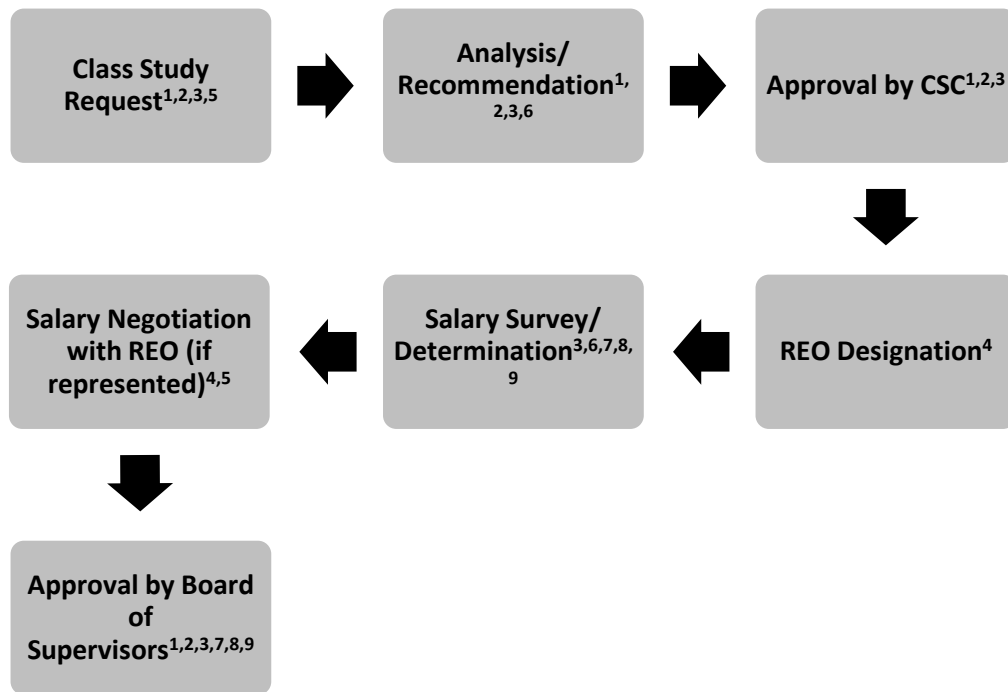 Class Study
Request1,2,3,5
Analysis/
Recommendation1,
2,3,6
Approval by CSC1,2,3
REO Designation4
Salary Survey/
Determination3,6,7,8,
9
Salary Negotiation
with REO (if
represented)4,5
Approval by Board
of
Supervisors1,2,3,7,8,9